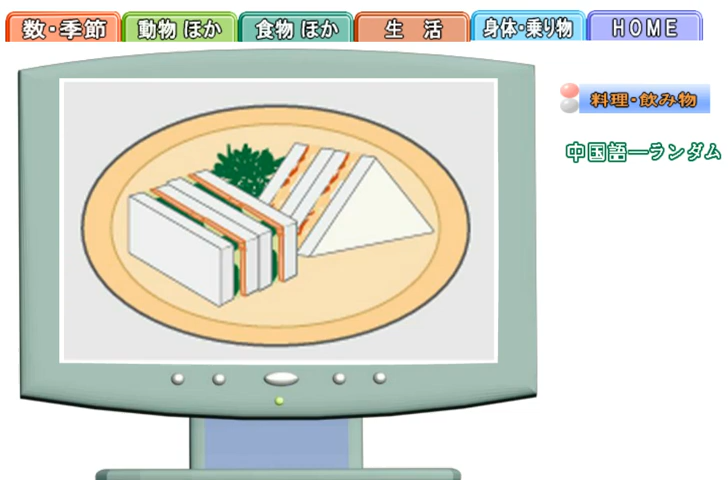 数・季節
動物 ほか
食物 ほか
生 活
身体・乗り物
HOME
料理・飲み物
中国語―ランダム